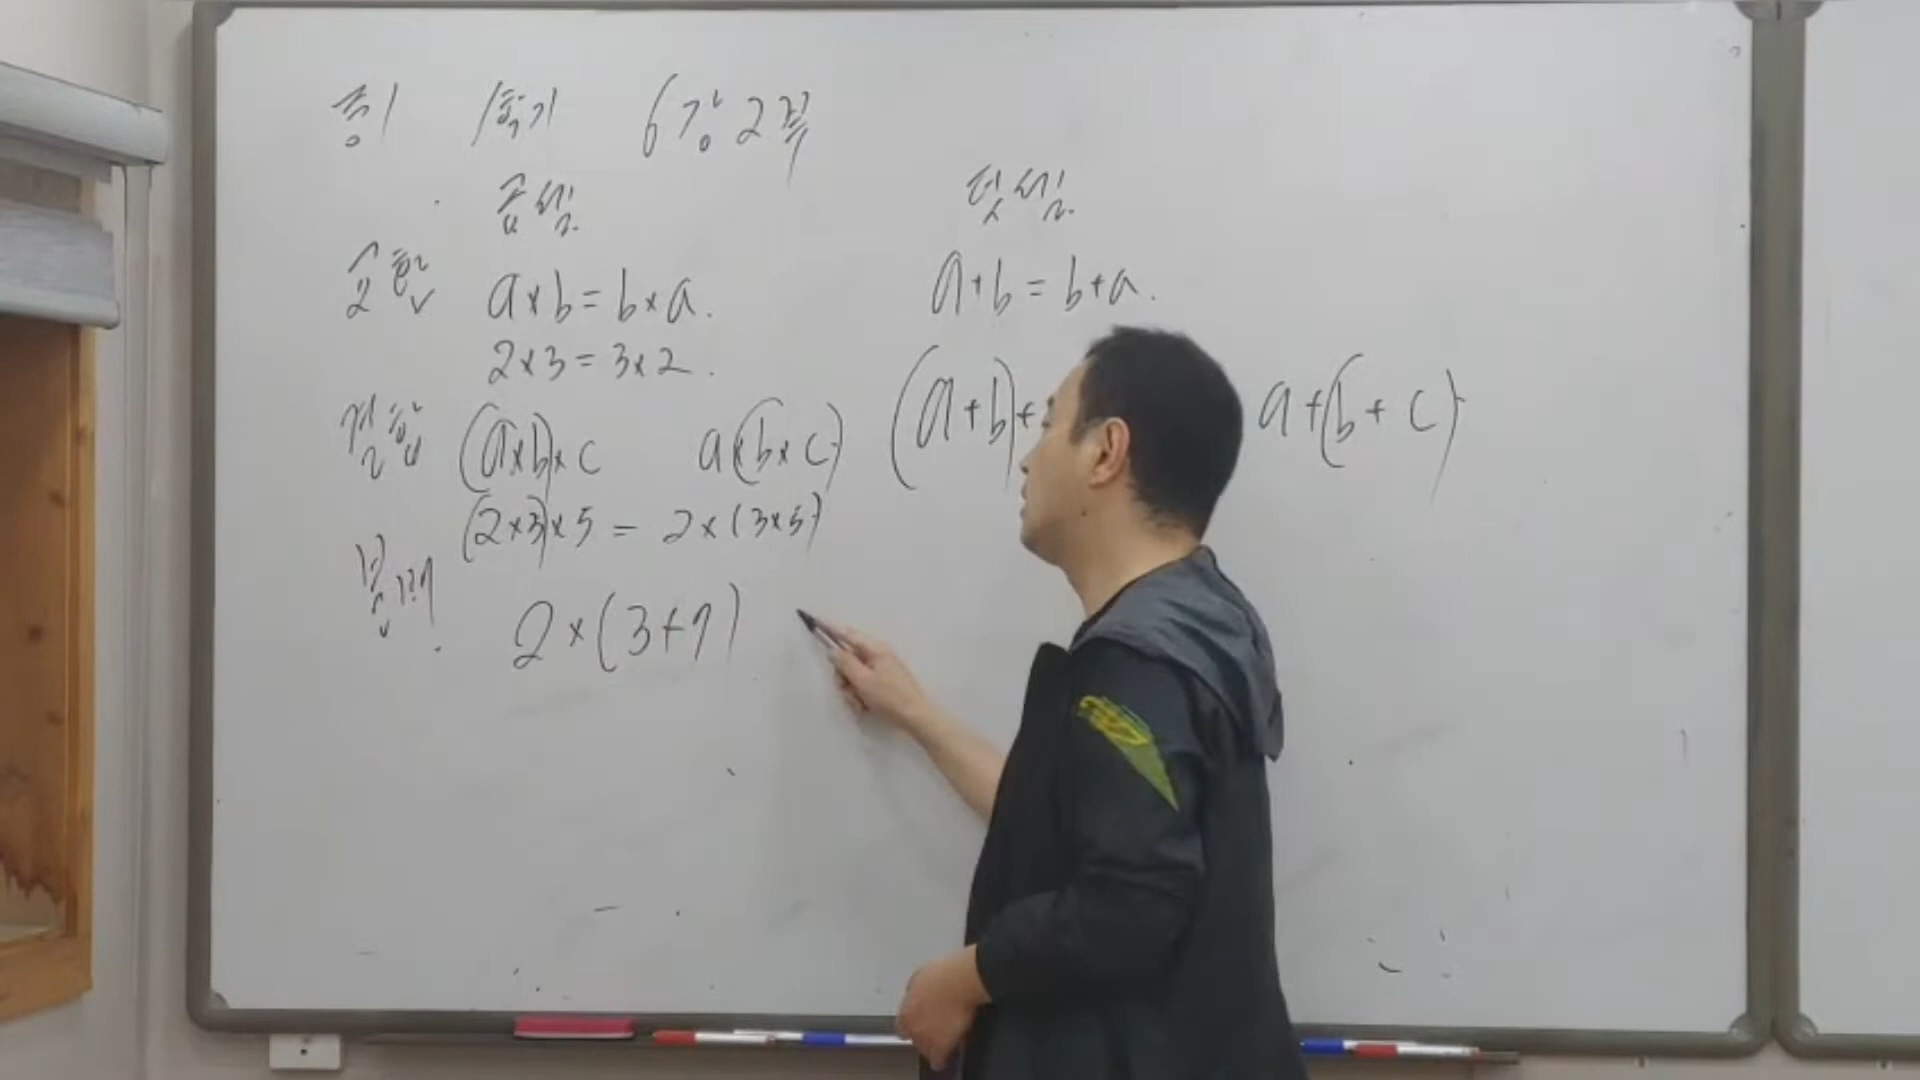 중1 1학기 6강 2쪽
곱셈 덧셈
교환 a×b=b×a. a+b=b+a.
2×3=3×2.
결합 (a×b)×c a×(b×c) (a+b)+ a+(b+c)
(2×3)×5 = 2×(3×5)
분배
2×(3+7)